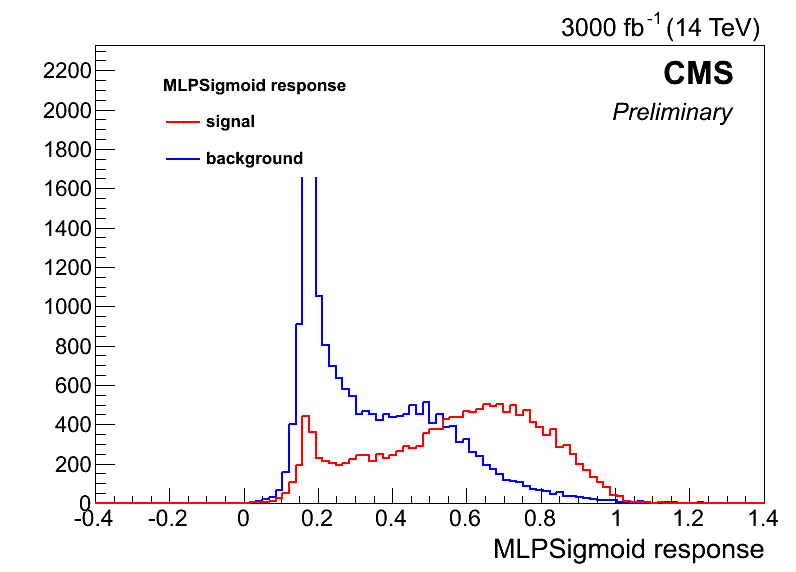 3000 fb-1 (14 TeV)
CMS
Preliminary
MLPSigmoid response
signal
background
2200
2000
1800
1600
1400
1200
1000
800
600
400
200
0
-0.4 -0.2 0 0.2 0.4 0.6 0.8 1 1.2 1.4
MLPSigmoid response